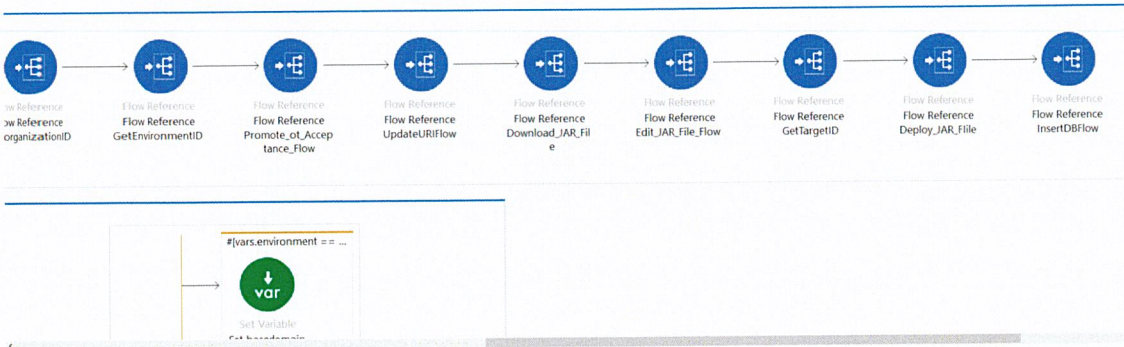 Flow Reference
Flow Reference
Flow Reference
Flow Reference
Flow Reference
Flow Reference
Flow Reference
Flow Reference
ow Reference
organizationID
Flow Reference
GetEnvironmentID
Flow Reference
Promote_ot_Accep
tance_Flow
Flow Reference
UpdateURIFlow
Flow Reference
Download_JAR_Fil
e
Flow Reference
Edit_JAR_File_Flow
Flow Reference
GetTargetID
Flow Reference
Deploy_JAR_FIile
Flow Reference
InsertDBFlow
#[vars.environment == ...
var
Set Variable